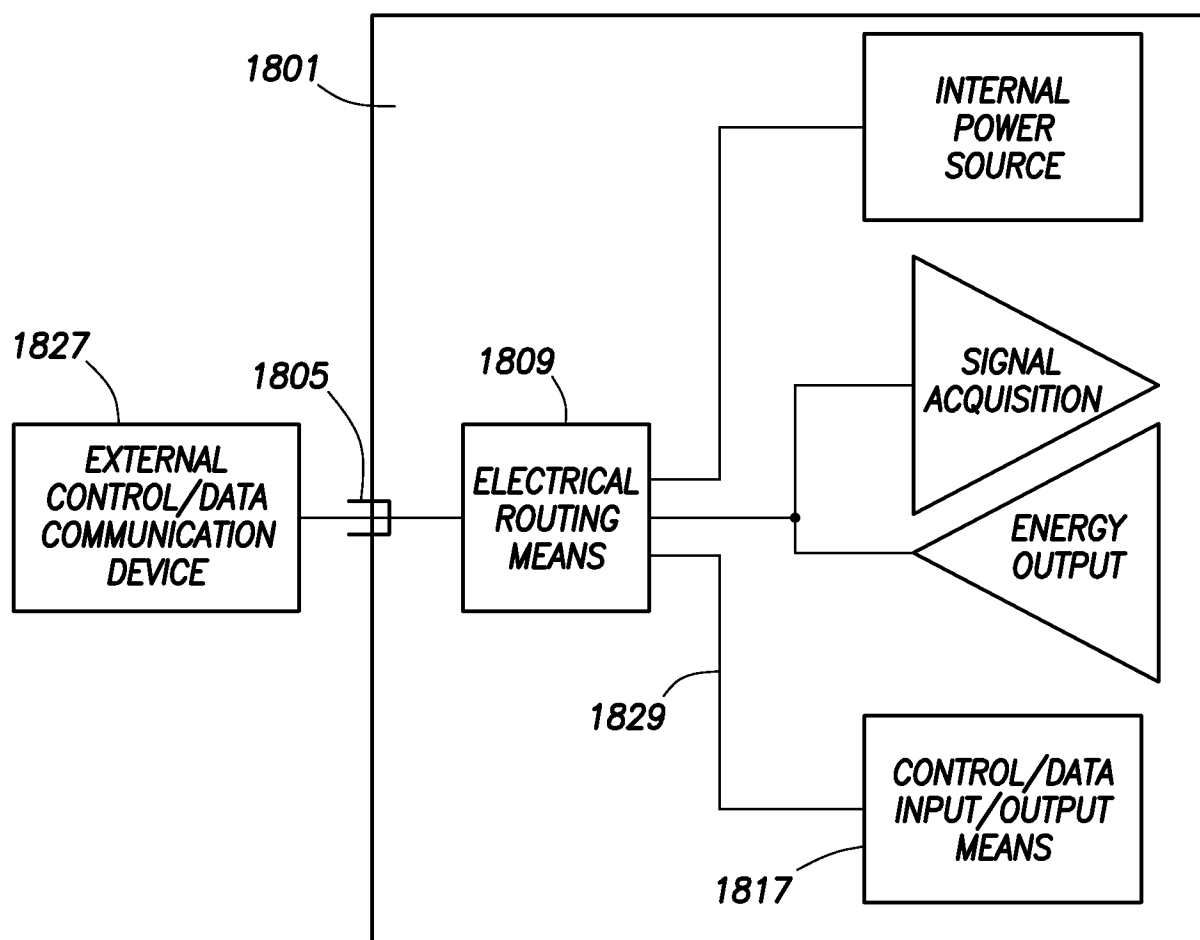 1801
INTERNAL
POWER
SOURCE
1827
1805
1809
SIGNAL
ACQUISITION
EXTERNAL
CONTROL/DATA
COMMUNICATION
DEVICE
ELECTRICAL
ROUTING
MEANS
ENERGY
OUTPUT
1829
CONTROL/DATA
INPUT/OUTPUT
MEANS
1817